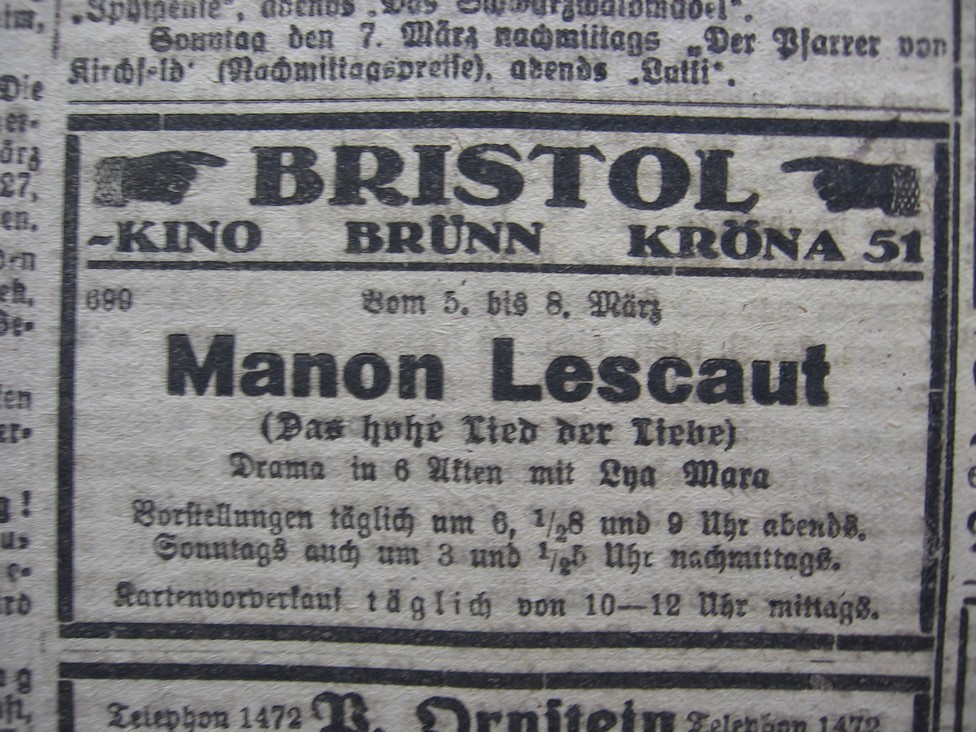 „Iphigenie", abends „Das Schwarzwaldmädel".
Sonntag den 7. März nachmittags „Der Pfarrer von
Kirchfeld" (Nachmittagspreise), abends
BRISTOL
-KINO BRÜNN KRÖNA 51
699 Vom 5. bis 8. März
Manon Lescaut
(Das hohe Lied der Liebe)
Drama in 6 Akten mit Lya Mara
Vorstellungen täglich um 6, 1/28 und 9 Uhr abends.
Sonntags auch um 3 und 1/25 Uhr nachmittags.
Kartenvorverkauf täglich von 10—12 Uhr mittags.
Telephon 1472 P. Ornstein Telephon 1472